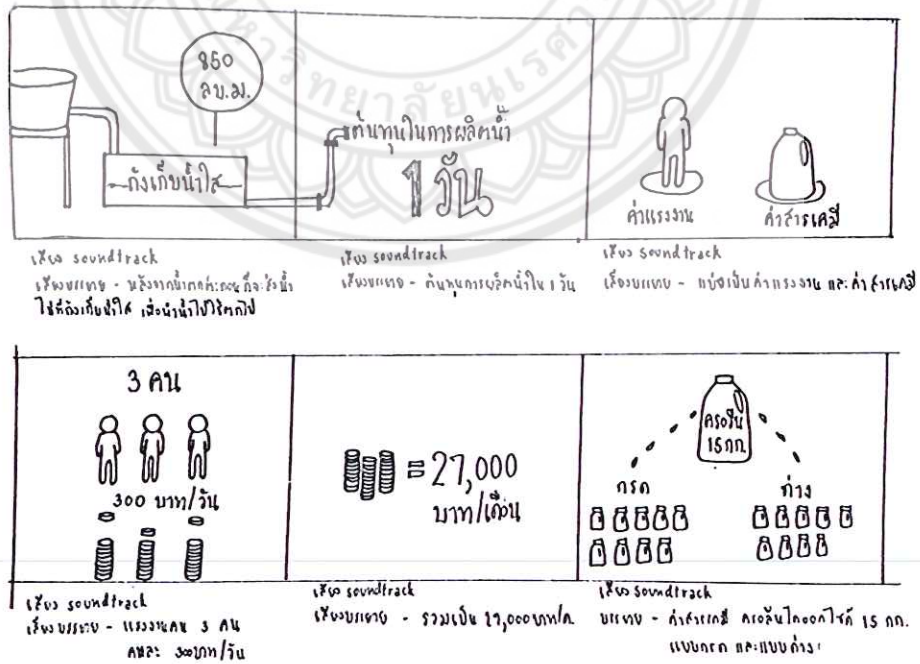 850
ลบ.ม.
ถังเก็บน้ำใส
ต้นทุนในการผลิตน้ำ
1 วัน
ค่าแรงงาน
ค่าสารเคมี
เสียง soundtrack
เสียงบรรยาย - หลังจากน้ำตกตะกอน ก็จะส่งน้ำ
ไปที่ถังเก็บน้ำใส เพื่อนำน้ำไปใช้ต่อไป
เสียง soundtrack
เสียงบรรยาย - ต้นทุนการผลิตน้ำใน 1 วัน
เสียง soundtrack
เสียงบรรยาย - แบ่งเป็นค่าแรงงาน และค่าสารเคมี
3 คน
300 บาท/วัน
= 27,000
บาท/เดือน
คลอรีน
15 กก.
กรด
ด่าง
เสียง soundtrack
เสียงบรรยาย - แรงงานคน 3 คน
คนละ 300บาท/วัน
เสียง soundtrack
เสียงบรรยาย - รวมเป็น 27,000บาท/ด.
เสียง soundtrack
บรรยาย - ค่าสารเคมี คลอรีนไดออกไซด์ 15 กก.
แบบกรด และแบบด่าง